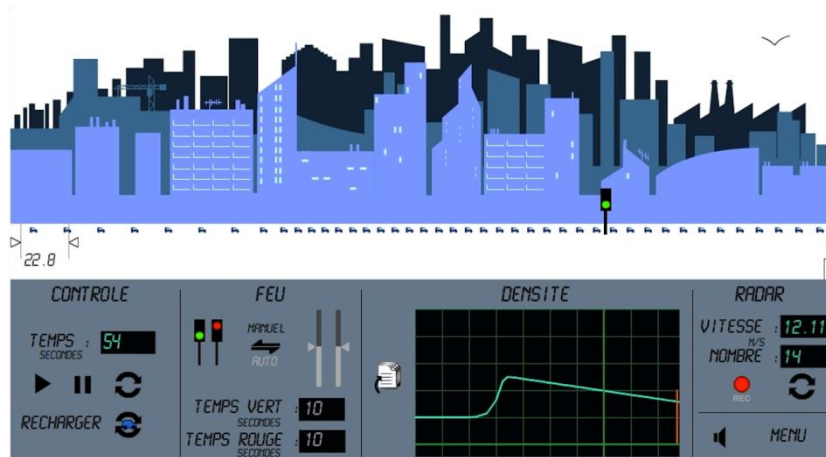 22.8
CONTROLE
TEMPS : 54
SECONDES
RECHARGER
FEU
MANUEL
AUTO
TEMPS VERT : 10
SECONDES
TEMPS ROUGE : 10
SECONDES
DENSITE
RADAR
VITESSE : 12.11
M/S
NOMBRE : 14
REC
MENU